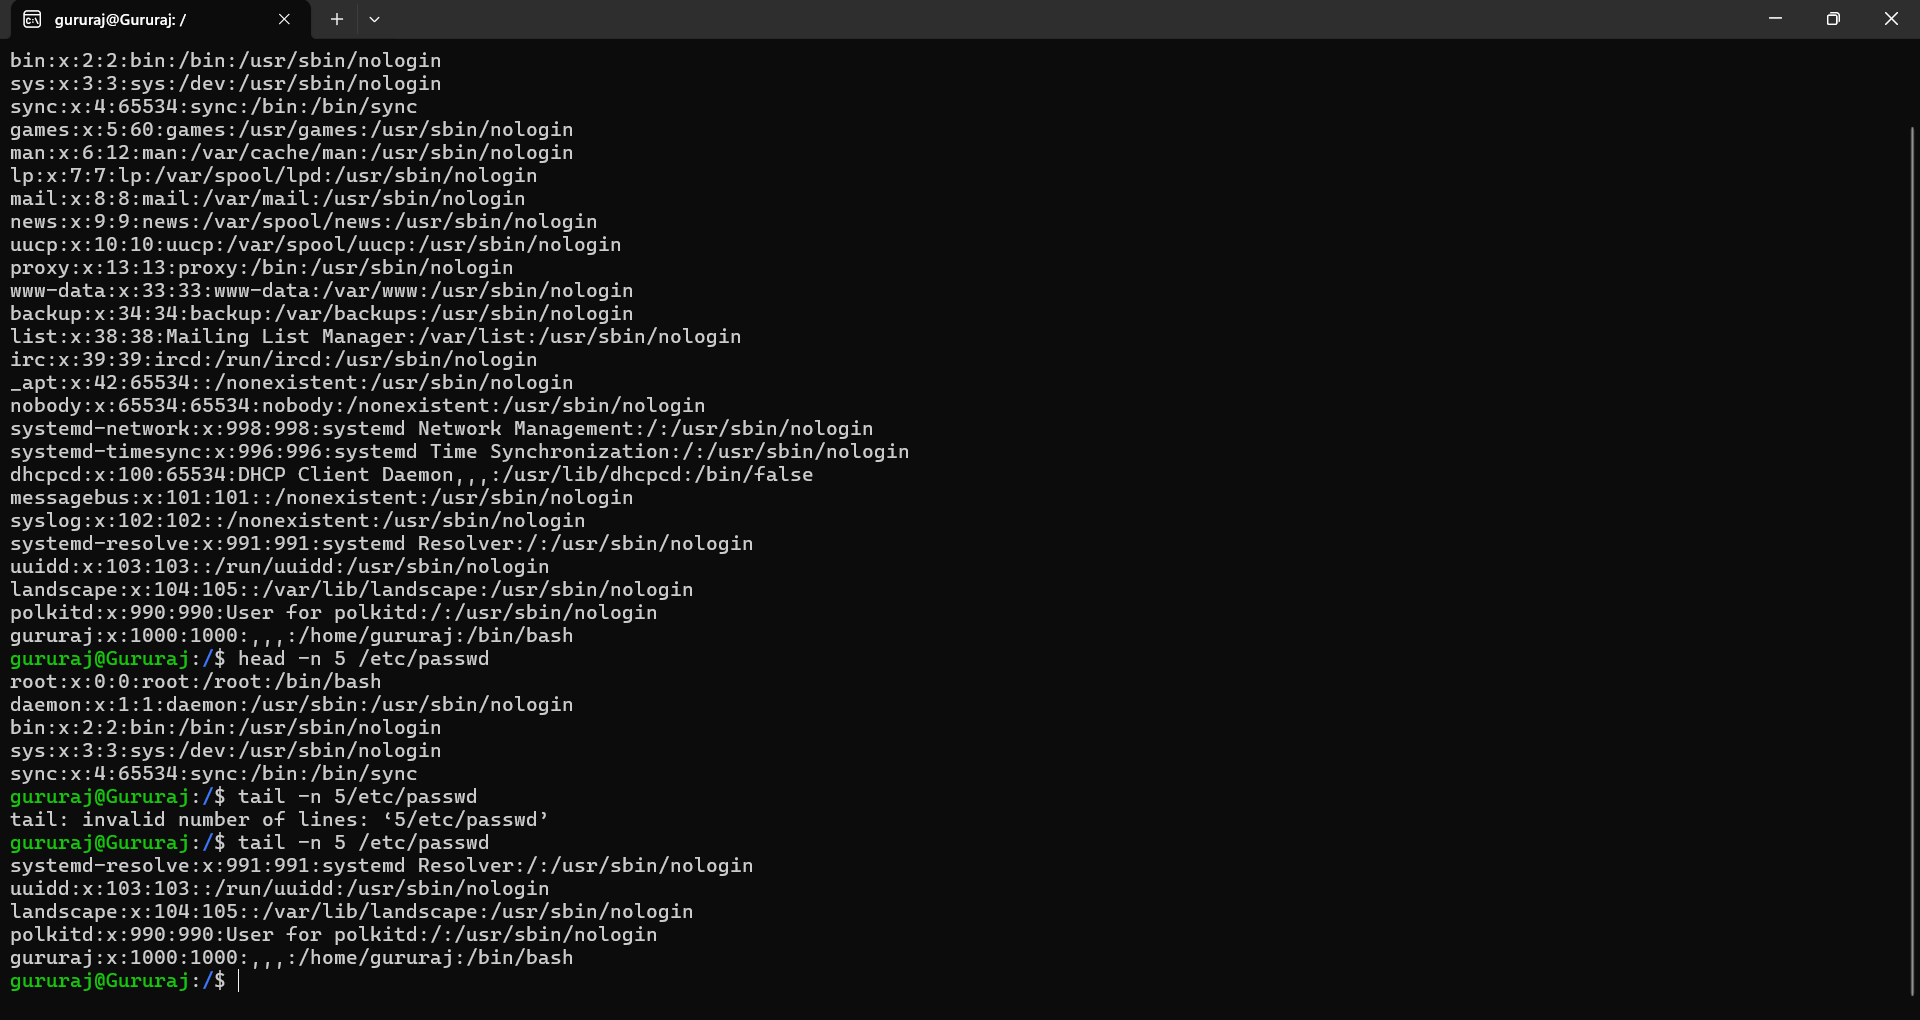 gururaj@Gururaj: /
bin:x:2:2:bin:/bin:/usr/sbin/nologin
sys:x:3:3:sys:/dev:/usr/sbin/nologin
sync:x:4:65534:sync:/bin:/bin/sync
games:x:5:60:games:/usr/games:/usr/sbin/nologin
man:x:6:12:man:/var/cache/man:/usr/sbin/nologin
lp:x:7:7:lp:/var/spool/lpd:/usr/sbin/nologin
mail:x:8:8:mail:/var/mail:/usr/sbin/nologin
news:x:9:9:news:/var/spool/news:/usr/sbin/nologin
uucp:x:10:10:uucp:/var/spool/uucp:/usr/sbin/nologin
proxy:x:13:13:proxy:/bin:/usr/sbin/nologin
www-data:x:33:33:www-data:/var/www:/usr/sbin/nologin
backup:x:34:34:backup:/var/backups:/usr/sbin/nologin
list:x:38:38:Mailing List Manager:/var/list:/usr/sbin/nologin
irc:x:39:39:ircd:/run/ircd:/usr/sbin/nologin
_apt:x:42:65534::/nonexistent:/usr/sbin/nologin
nobody:x:65534:65534:nobody:/nonexistent:/usr/sbin/nologin
systemd-network:x:998:998:systemd Network Management:/:/usr/sbin/nologin
systemd-timesync:x:996:996:systemd Time Synchronization:/:/usr/sbin/nologin
dhcpcd:x:100:65534:DHCP Client Daemon,,,:/usr/lib/dhcpcd:/bin/false
messagebus:x:101:101::/nonexistent:/usr/sbin/nologin
syslog:x:102:102::/nonexistent:/usr/sbin/nologin
systemd-resolve:x:991:991:systemd Resolver:/:/usr/sbin/nologin
uuidd:x:103:103::/run/uuidd:/usr/sbin/nologin
landscape:x:104:105::/var/lib/landscape:/usr/sbin/nologin
polkitd:x:990:990:User for polkitd:/:/usr/sbin/nologin
gururaj:x:1000:1000:,,,:/home/gururaj:/bin/bash
gururaj@Gururaj:/$ head -n 5 /etc/passwd
root:x:0:0:root:/root:/bin/bash
daemon:x:1:1:daemon:/usr/sbin:/usr/sbin/nologin
bin:x:2:2:bin:/bin:/usr/sbin/nologin
sys:x:3:3:sys:/dev:/usr/sbin/nologin
sync:x:4:65534:sync:/bin:/bin/sync
gururaj@Gururaj:/$ tail -n 5/etc/passwd
tail: invalid number of lines: ‘5/etc/passwd’
gururaj@Gururaj:/$ tail -n 5 /etc/passwd
systemd-resolve:x:991:991:systemd Resolver:/:/usr/sbin/nologin
uuidd:x:103:103::/run/uuidd:/usr/sbin/nologin
landscape:x:104:105::/var/lib/landscape:/usr/sbin/nologin
polkitd:x:990:990:User for polkitd:/:/usr/sbin/nologin
gururaj:x:1000:1000:,,,:/home/gururaj:/bin/bash
gururaj@Gururaj:/$